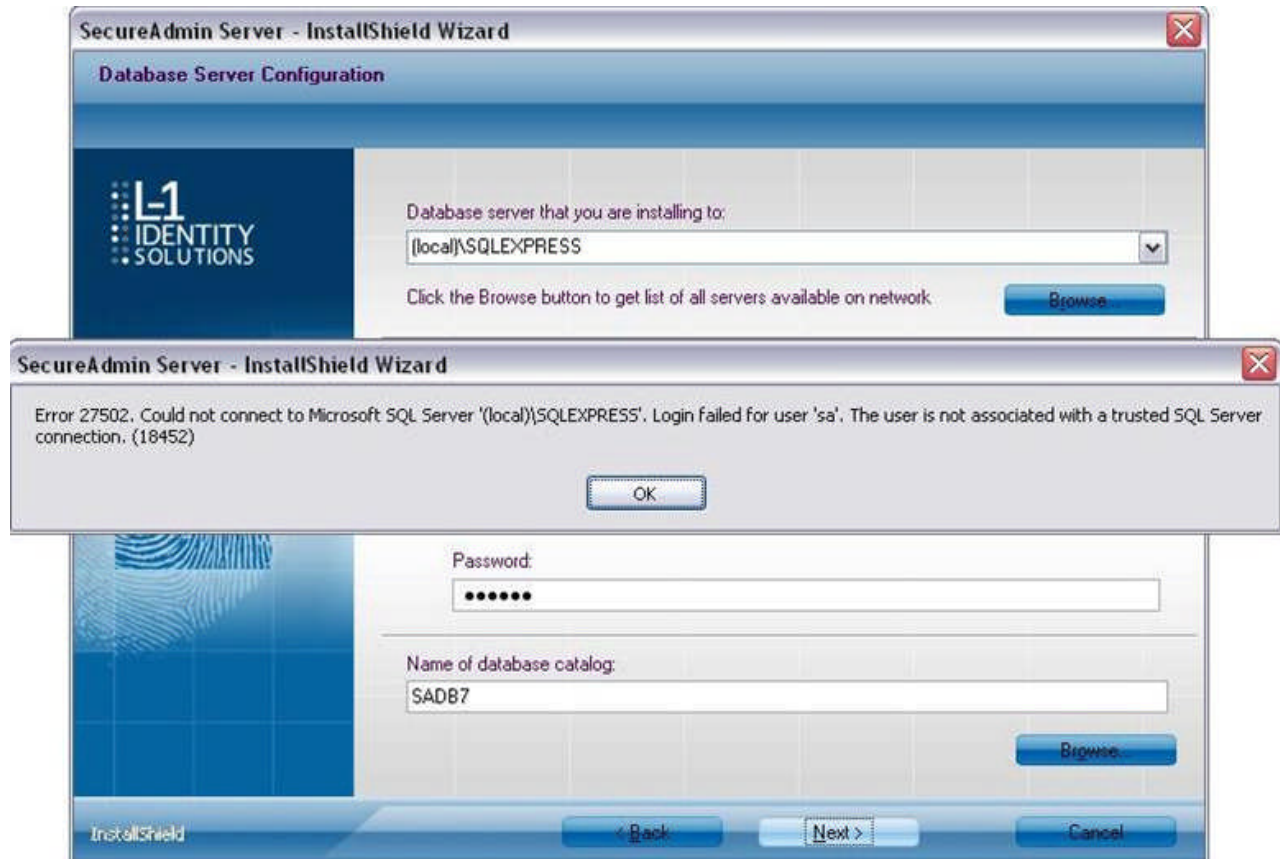 SecureAdmin Server - InstallShield Wizard
Database Server Configuration
L-1
IDENTITY
SOLUTIONS
Database server that you are installing to:
(local)\SQLEXPRESS
Click the Browse button to get list of all servers available on network
Browse...
SecureAdmin Server - InstallShield Wizard
Error 27502. Could not connect to Microsoft SQL Server '(local)\SQLEXPRESS'. Login failed for user 'sa'. The user is not associated with a trusted SQL Server
connection. (18452)
OK
Password:
••••••
Name of database catalog:
SADB7
Browse...
InstallShield
< Back
Next >
Cancel